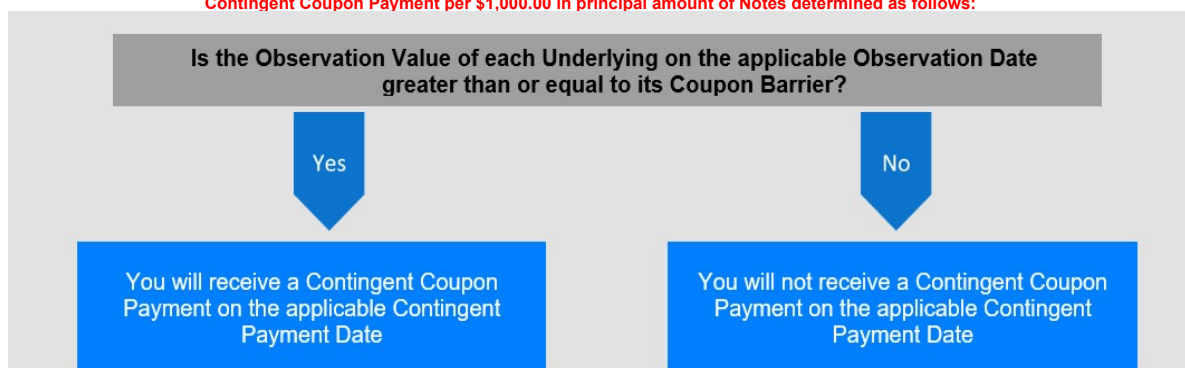 Contingent Coupon Payment per $1,000.00 in principal amount of Notes determined as follows:
Is the Observation Value of each Underlying on the applicable Observation Date
greater than or equal to its Coupon Barrier?
Yes
No
You will receive a Contingent Coupon
Payment on the applicable Contingent
Payment Date
You will not receive a Contingent Coupon
Payment on the applicable Contingent
Payment Date